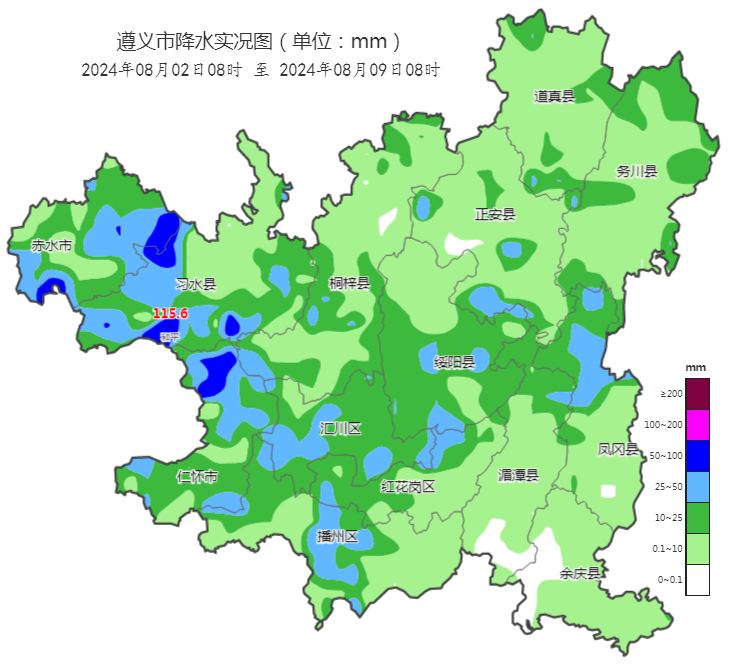 遵义市降水实况图（单位：mm）
2024年08月02日08时 至 2024年08月09日08时
道真县
务川县
正安县
赤水市
习水县
桐梓县
115.6
和平
绥阳县
mm
≥200
100~200
50~100
25~50
10~25
0.1~10
0~0.1
汇川区
凤冈县
仁怀市
湄潭县
红花岗区
播州区
余庆县